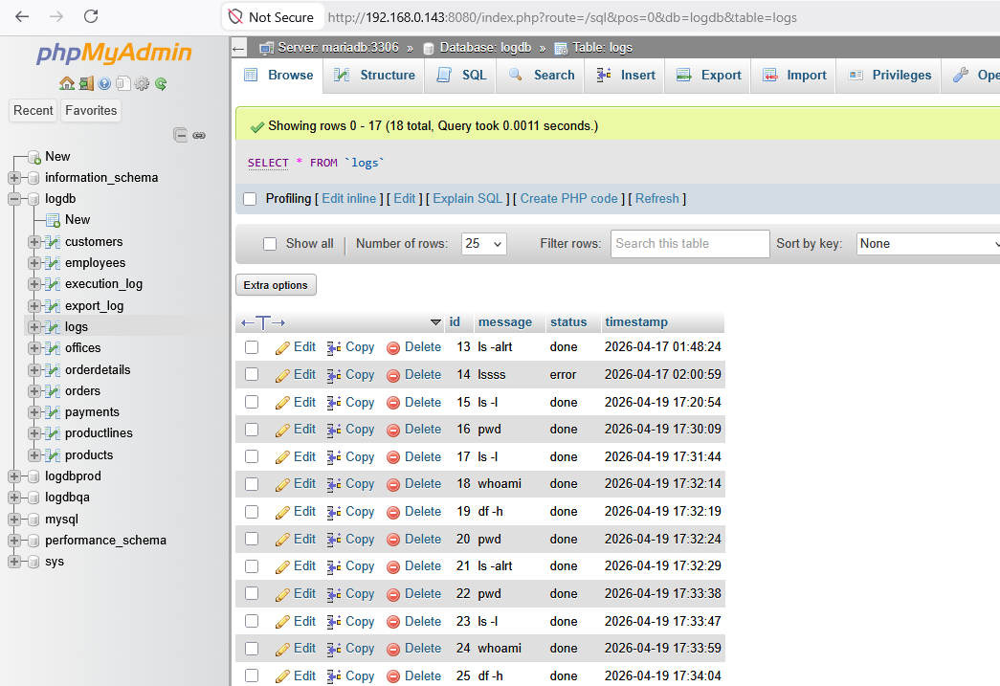 Not Secure http://192.168.0.143:8080/index.php?route=/sql&pos=0&db=logdb&table=logs
phpMyAdmin
Recent Favorites
New
information_schema
logdb
New
customers
employees
execution_log
export_log
logs
offices
orderdetails
orders
payments
productlines
products
logdbprod
logdbqa
mysql
performance_schema
sys
Server: mariadb:3306 » Database: logdb » Table: logs
Browse Structure SQL Search Insert Export Import Privileges Ope
Showing rows 0 - 17 (18 total, Query took 0.0011 seconds.)
SELECT * FROM `logs`
Profiling [ Edit inline ] [ Edit ] [ Explain SQL ] [ Create PHP code ] [ Refresh ]
Show all Number of rows: 25 Filter rows: Search this table Sort by key: None
Extra options
id message status timestamp
Edit Copy Delete 13 ls -alrt done 2026-04-17 01:48:24
Edit Copy Delete 14 lssss error 2026-04-17 02:00:59
Edit Copy Delete 15 ls -l done 2026-04-19 17:20:54
Edit Copy Delete 16 pwd done 2026-04-19 17:30:09
Edit Copy Delete 17 ls -l done 2026-04-19 17:31:44
Edit Copy Delete 18 whoami done 2026-04-19 17:32:14
Edit Copy Delete 19 df -h done 2026-04-19 17:32:19
Edit Copy Delete 20 pwd done 2026-04-19 17:32:24
Edit Copy Delete 21 ls -alrt done 2026-04-19 17:32:29
Edit Copy Delete 22 pwd done 2026-04-19 17:33:38
Edit Copy Delete 23 ls -l done 2026-04-19 17:33:47
Edit Copy Delete 24 whoami done 2026-04-19 17:33:59
Edit Copy Delete 25 df -h done 2026-04-19 17:34:04